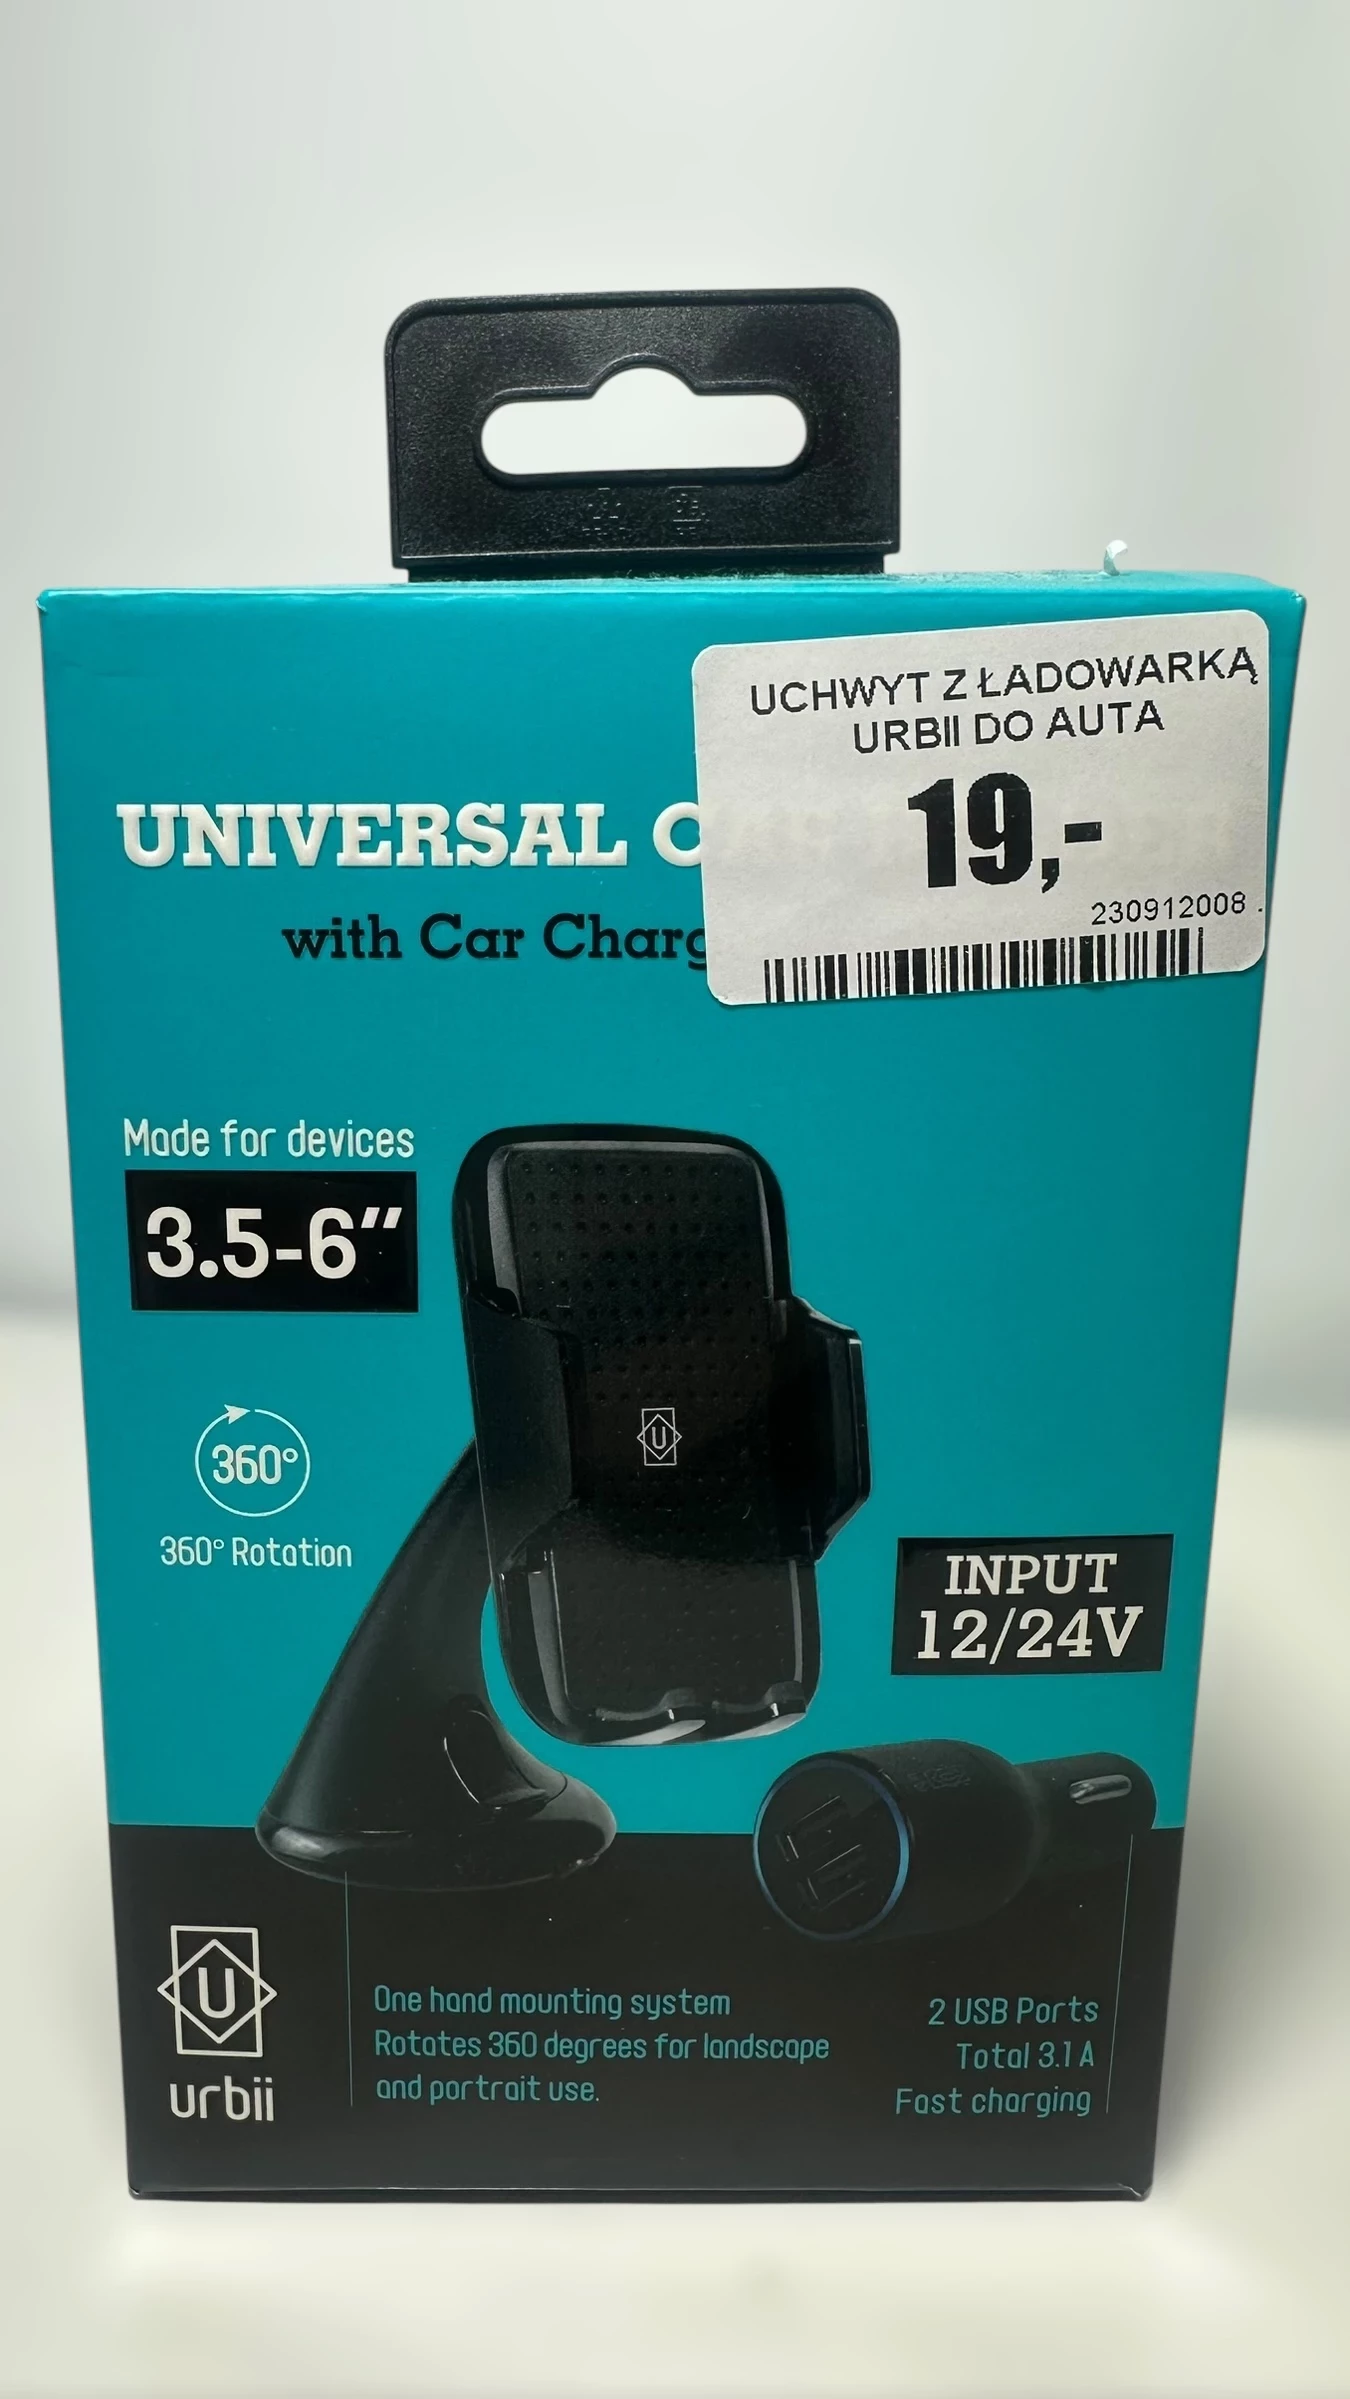 UCHWYT Z ŁADOWARKĄ
URBII DO AUTA
19,-
230912008
UNIVERSAL
with Car
Made for devices
3.5-6"
360°
360° Rotation
U
INPUT
12/24V
U
urbii
One hand mounting system
Rotates 360 degrees for landscape
and portrait use.
2 USB Ports
Total 3.1 A
Fast charging